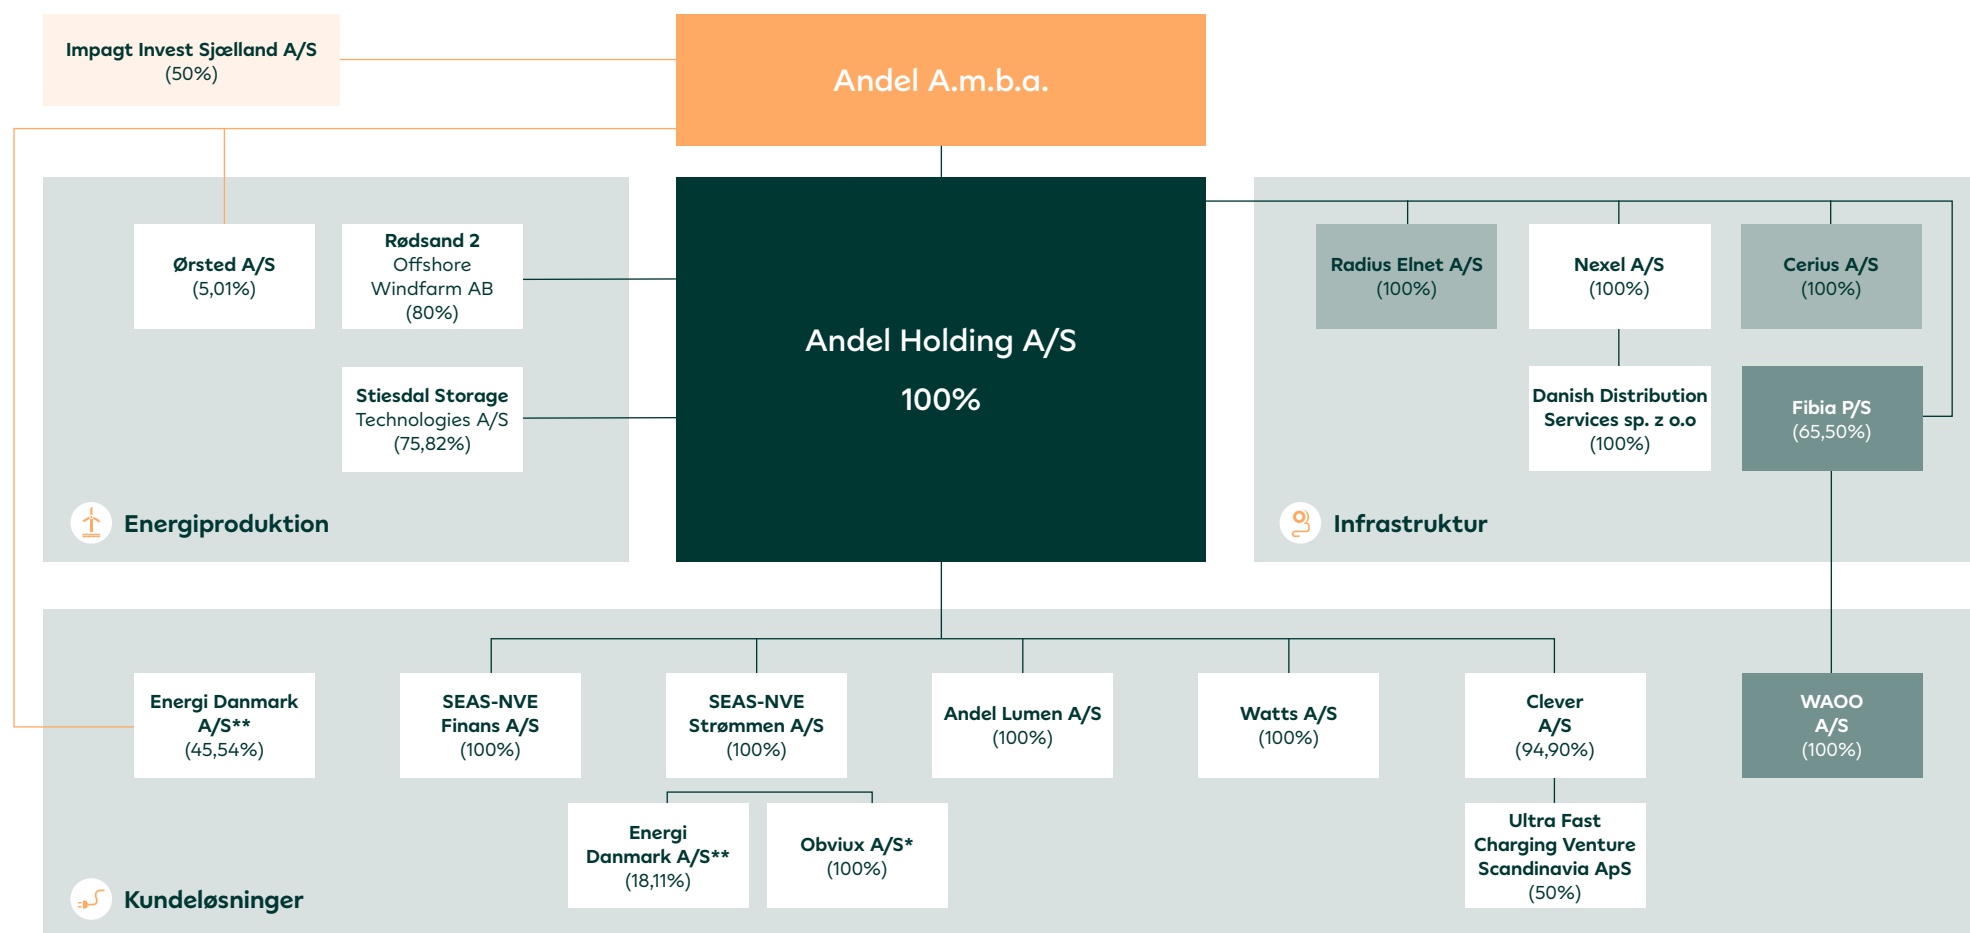 Impagt Invest Sjælland A/S
(50%)
Andel A.m.b.a.
Ørsted A/S
(5,01%)
Rødsand 2
Offshore
Windfarm AB
(80%)
Stiesdal Storage
Technologies A/S
(75,82%)
Energiproduktion
Andel Holding A/S
100%
Radius Elnet A/S
(100%)
Nexel A/S
(100%)
Cerius A/S
(100%)
Danish Distribution
Services sp. z o.o
(100%)
Fibia P/S
(65,50%)
Infrastruktur
Energi Danmark
A/S**
(45,54%)
SEAS-NVE
Finans A/S
(100%)
SEAS-NVE
Strømmen A/S
(100%)
Andel Lumen A/S
(100%)
Watts A/S
(100%)
Clever
A/S
(94,90%)
WAOO
A/S
(100%)
Energi
Danmark A/S**
(18,11%)
Obviux A/S*
(100%)
Ultra Fast
Charging Venture
Scandinavia ApS
(50%)
Kundeløsninger